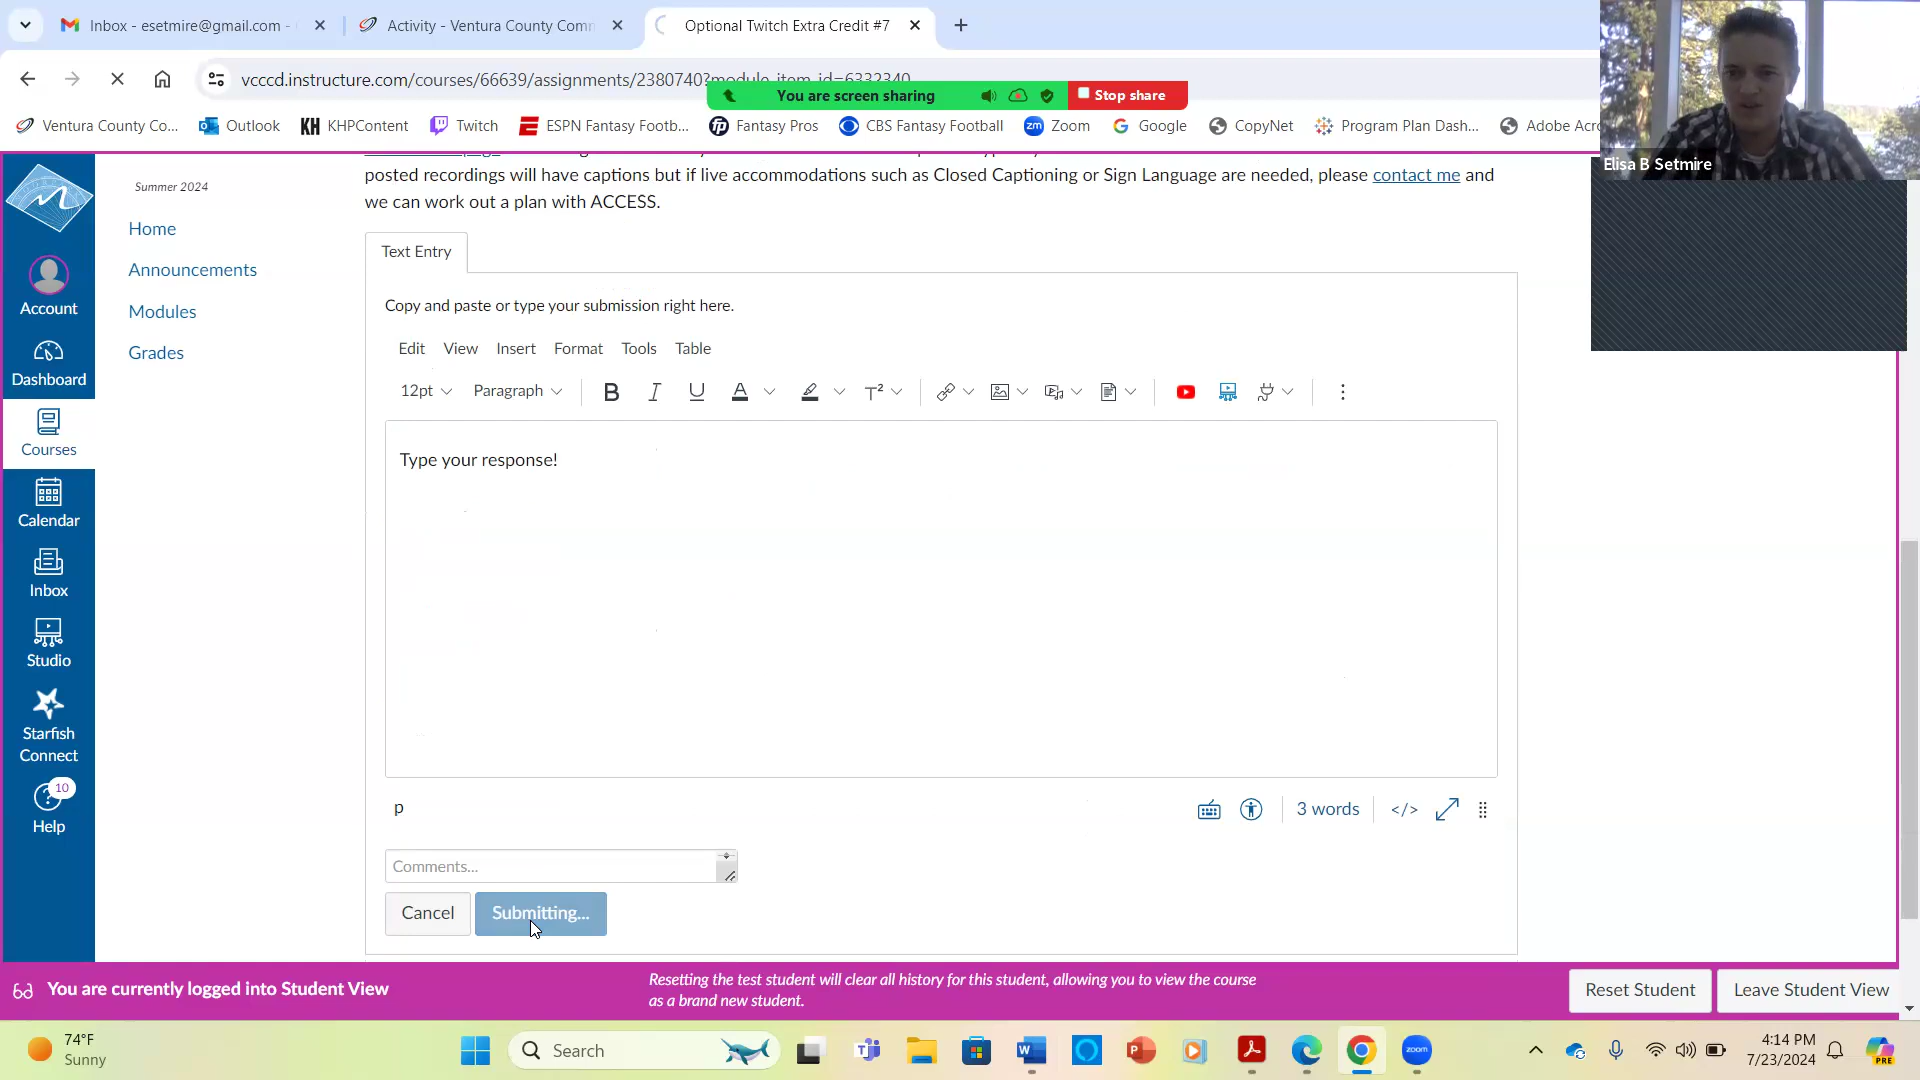 Inbox - esetmire@gmail.com -
Activity - Ventura County Com
Optional Twitch Extra Credit #7
vcccd.instructure.com/courses/66639/assignments/2380740?module_item_id=6332340
You are screen sharing
Stop share
Ventura County Co...
Outlook
KH KHPContent
Twitch
ESPN Fantasy Footb...
fp Fantasy Pros
CBS Fantasy Football
zm Zoom
Google
CopyNet
Program Plan Dash...
Adobe Acro
Elisa B Setmire
Summer 2024
Home
Announcements
Modules
Grades
Account
Dashboard
Courses
Calendar
Inbox
Studio
Starfish
Connect
10
Help
posted recordings will have captions but if live accommodations such as Closed Captioning or Sign Language are needed, please contact me and
we can work out a plan with ACCESS.
Text Entry
Copy and paste or type your submission right here.
Edit View Insert Format Tools Table
12pt Paragraph B I U A T²
Type your response!
p
3 words </>
Comments...
Cancel Submitting...
You are currently logged into Student View
Resetting the test student will clear all history for this student, allowing you to view the course
as a brand new student.
Reset Student
Leave Student View
74°F
Sunny
Search
zoom
4:14 PM
7/23/2024
PRE